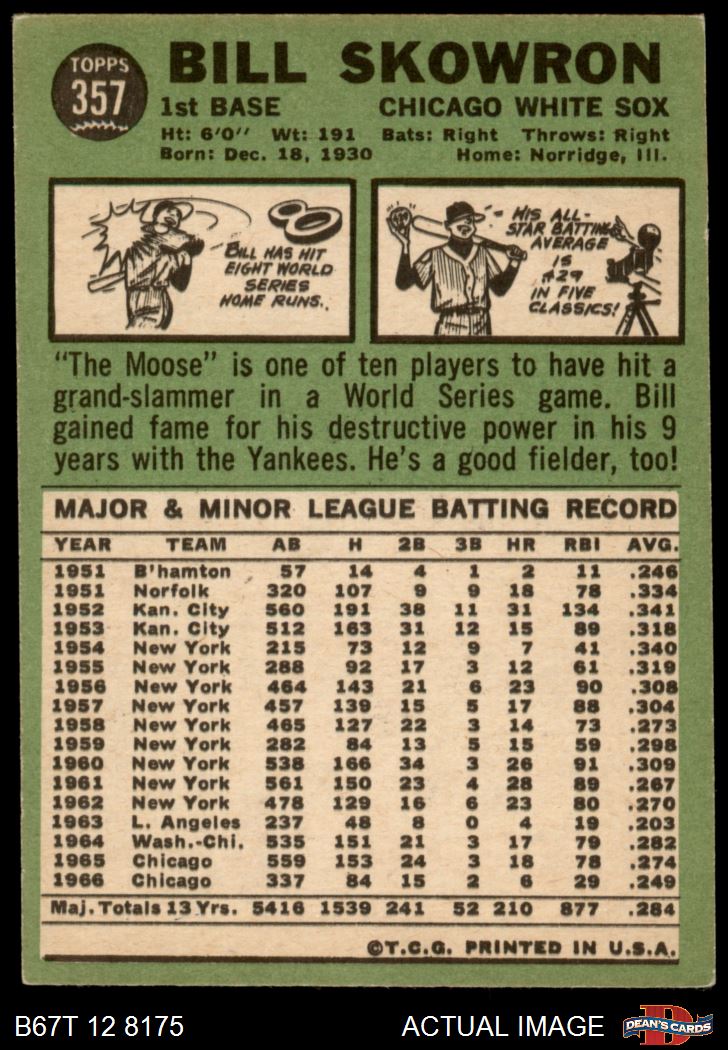 TOPPS
357
BILL SKOWRON
1st BASE CHICAGO WHITE SOX
Ht: 6'0" Wt: 191 Bats: Right Throws: Right
Born: Dec. 18, 1930 Home: Norridge, Ill.
BILL HAS HIT
EIGHT WORLD
SERIES
HOME RUNS.
HIS ALL-
STAR BATTING
AVERAGE
IS
.429
IN FIVE
CLASSICS!
"The Moose" is one of ten players to have hit a
grand-slammer in a World Series game. Bill
gained fame for his destructive power in his 9
years with the Yankees. He's a good fielder, too!
MAJOR & MINOR LEAGUE BATTING RECORD
YEAR TEAM AB H 2B 3B HR RBI AVG.
1951 B'hamton 57 14 4 1 2 11 .246
1951 Norfolk 320 107 9 9 18 78 .334
1952 Kan. City 560 191 38 11 31 134 .341
1953 Kan. City 512 163 31 12 15 89 .318
1954 New York 215 73 12 9 7 41 .340
1955 New York 288 92 17 3 12 61 .319
1956 New York 464 143 21 6 23 90 .308
1957 New York 457 139 15 5 17 88 .304
1958 New York 465 127 22 3 14 73 .273
1959 New York 282 84 13 5 15 59 .298
1960 New York 538 166 34 3 26 91 .309
1961 New York 561 150 23 4 28 89 .267
1962 New York 478 129 16 6 23 80 .270
1963 L. Angeles 237 48 8 0 4 19 .203
1964 Wash.-Chi. 535 151 21 3 17 79 .282
1965 Chicago 559 153 24 3 18 78 .274
1966 Chicago 337 84 15 2 6 29 .249
Maj. Totals 13 Yrs. 5416 1539 241 52 210 877 .284
©T.C.G. PRINTED IN U.S.A.
B67T 12 8175 ACTUAL IMAGE
D
DEAN'S CARDS